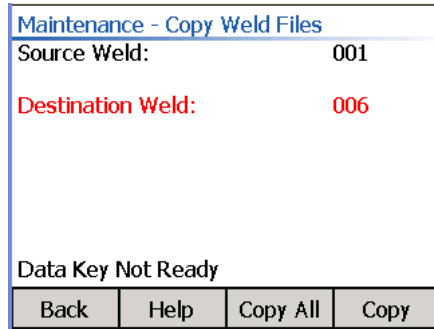 Maintenance - Copy Weld Files
Source Weld: 001
Destination Weld: 006
Data Key Not Ready
Back Help Copy All Copy